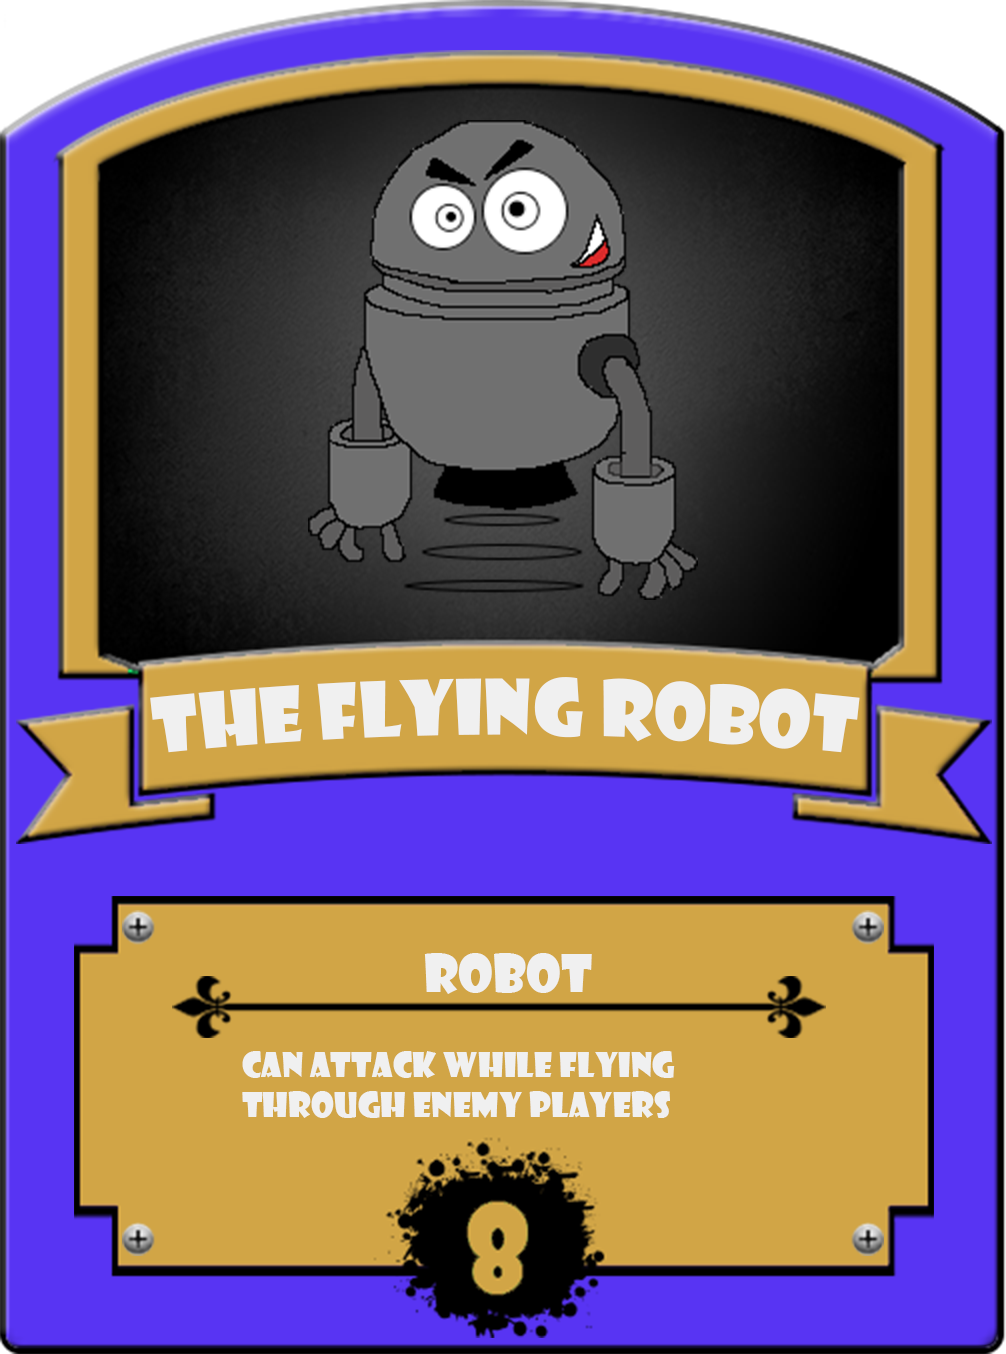 THE FLYING ROBOT
ROBOT
CAN ATTACK WHILE FLYING
THROUGH ENEMY PLAYERS
8